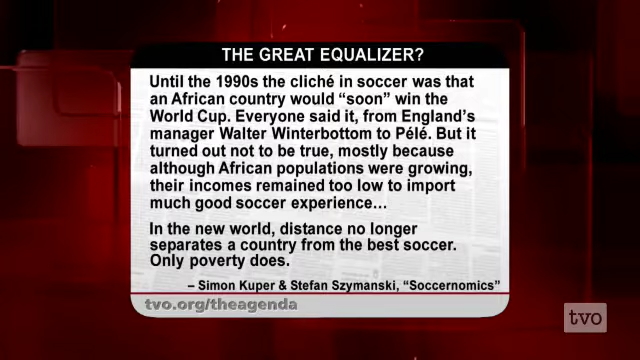 THE GREAT EQUALIZER?
Until the 1990s the cliché in soccer was that
an African country would “soon” win the
World Cup. Everyone said it, from England’s
manager Walter Winterbottom to Pélé. But it
turned out not to be true, mostly because
although African populations were growing,
their incomes remained too low to import
much good soccer experience…
In the new world, distance no longer
separates a country from the best soccer.
Only poverty does.
– Simon Kuper & Stefan Szymanski, “Soccernomics”
tvo.org/theagenda
tvo